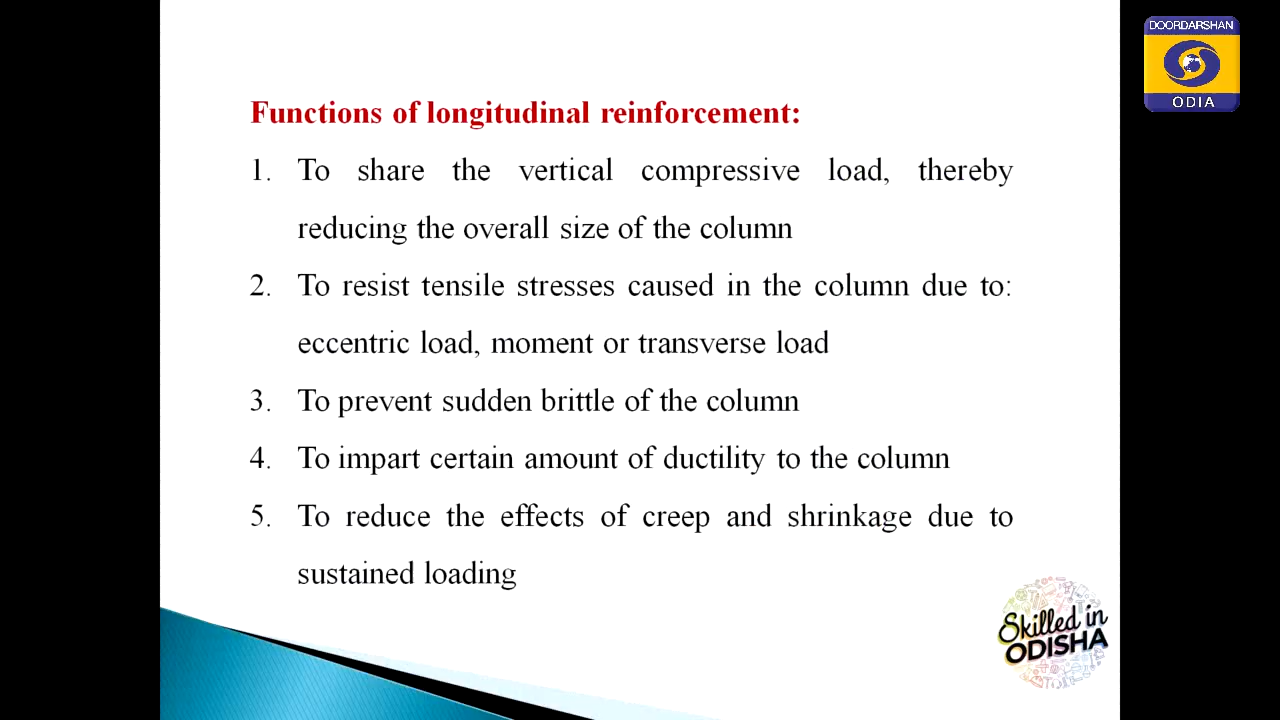 DOORDARSHAN
ODIA
Functions of longitudinal reinforcement:
1. To share the vertical compressive load, thereby
reducing the overall size of the column
2. To resist tensile stresses caused in the column due to:
eccentric load, moment or transverse load
3. To prevent sudden brittle of the column
4. To impart certain amount of ductility to the column
5. To reduce the effects of creep and shrinkage due to
sustained loading
Skilled in
ODISHA